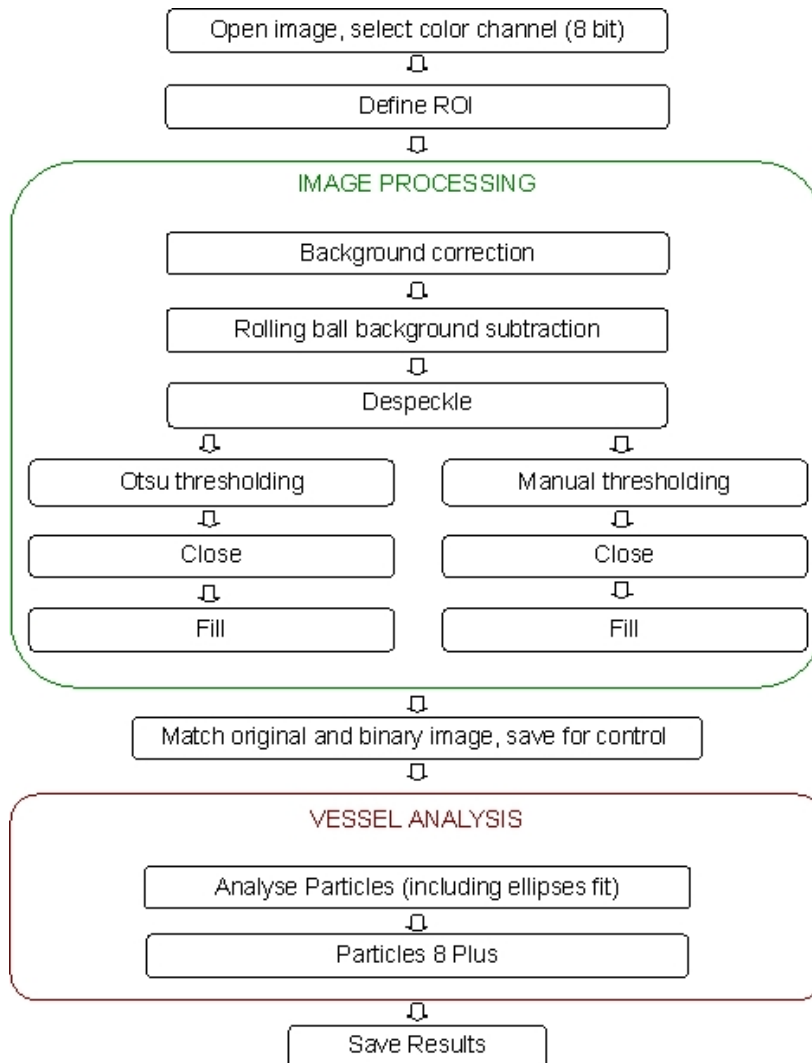 Open image, select color channel (8 bit)
Define ROI
IMAGE PROCESSING
Background correction
Rolling ball background subtraction
Despeckle
Otsu thresholding
Manual thresholding
Close
Close
Fill
Fill
Match original and binary image, save for control
VESSEL ANALYSIS
Analyse Particles (including ellipses fit)
Particles 8 Plus
Save Results